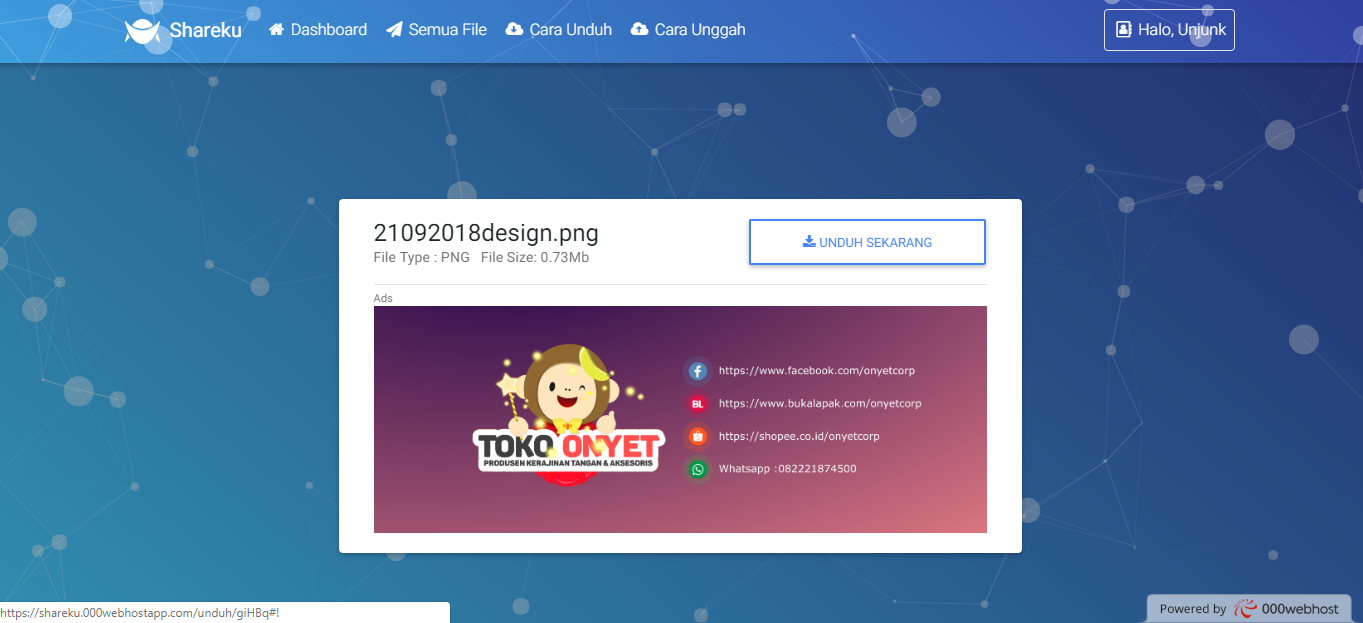 Shareku
Dashboard
Semua File
Cara Unduh
Cara Unggah
Halo, Unjunk
21092018design.png
UNDUH SEKARANG
File Type : PNG File Size: 0.73Mb
Ads
https://www.facebook.com/onyetcorp
BL https://www.bukalapak.com/onyetcorp
https://shopee.co.id/onyetcorp
Whatsapp :082221874500
TOKO ONYET
PRODUSEN KERAJINAN TANGAN & AKSESORIS
https://shareku.000webhostapp.com/unduh/giHBq#!
Powered by 000webhost